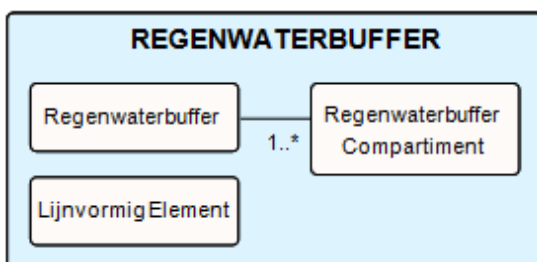 REGENWATERBUFFER
Regenwaterbuffer
1..*
Regenwaterbuffer
Compartiment
LijnvormigElement